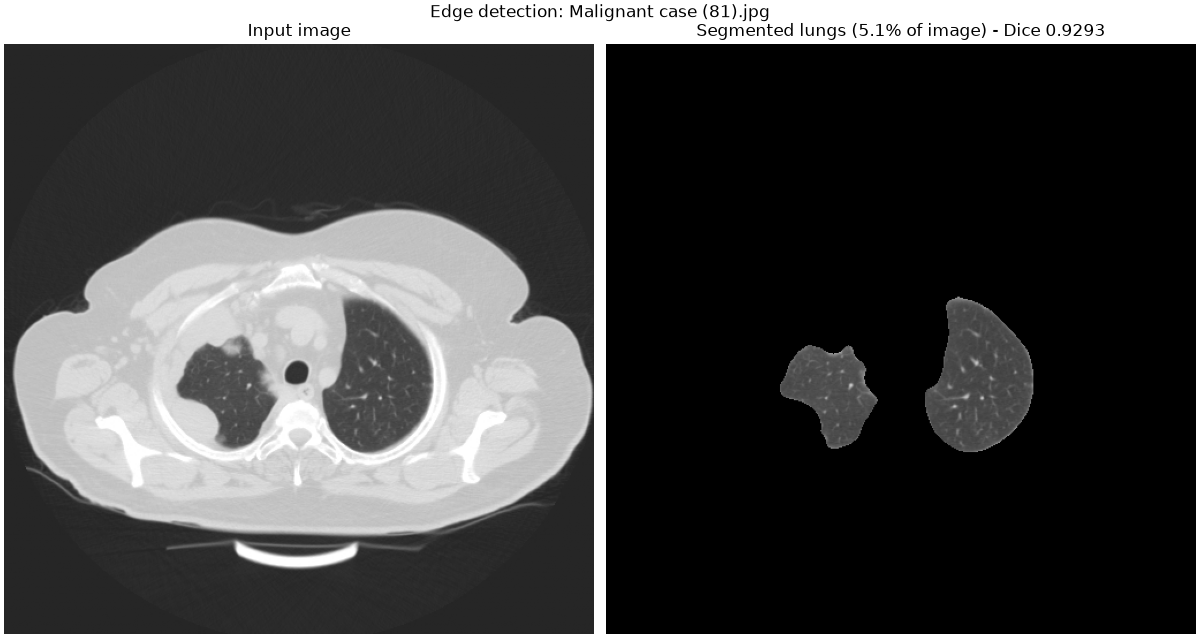 Edge detection: Malignant case (81).jpg
Input image
Segmented lungs (5.1% of image) - Dice 0.9293